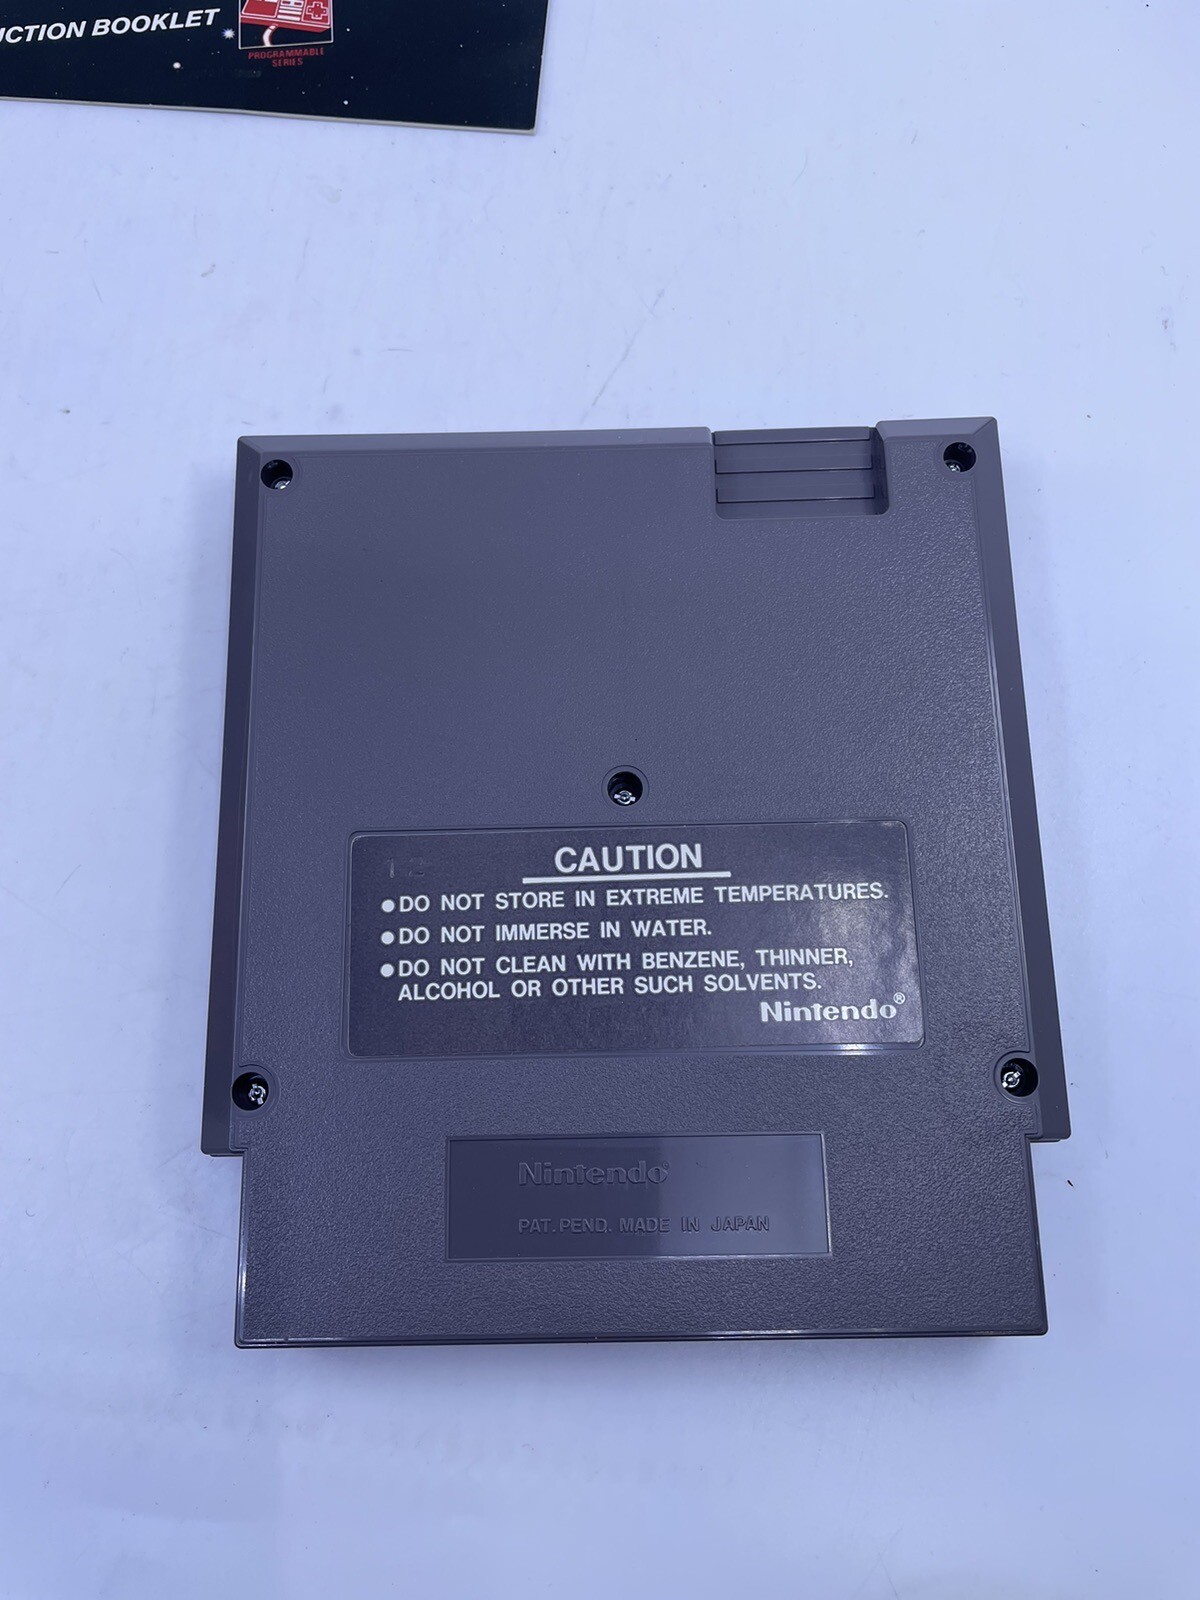 BOOKLET
PROGRAMMABLE
SERIES
12
CAUTION
●DO NOT STORE IN EXTREME TEMPERATURES.
●DO NOT IMMERSE IN WATER.
●DO NOT CLEAN WITH BENZENE, THINNER,
ALCOHOL OR OTHER SUCH SOLVENTS.
Nintendo®
Nintendo®
PAT. PEND. MADE IN JAPAN